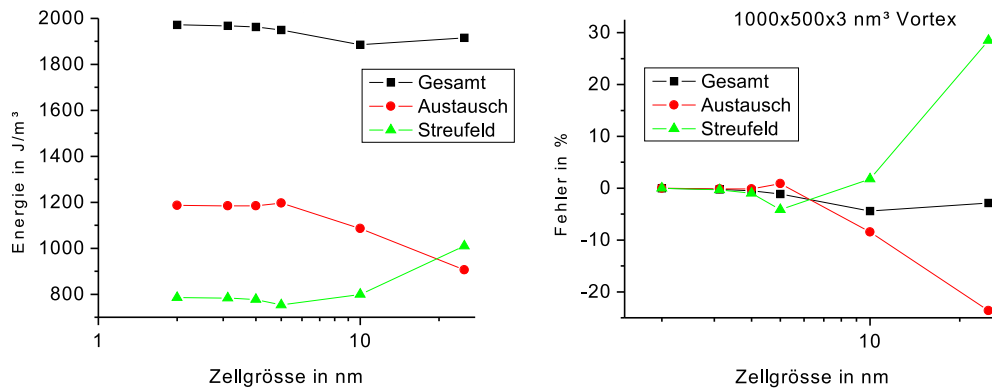 2000
1800
1600
1400
1200
1000
800
Energie in J/m³
1
10
Zellgrösse in nm
Gesamt
Austausch
Streufeld
1000x500x3 nm³ Vortex
30
20
10
0
-10
-20
Fehler in %
10
Zellgrösse in nm
Gesamt
Austausch
Streufeld